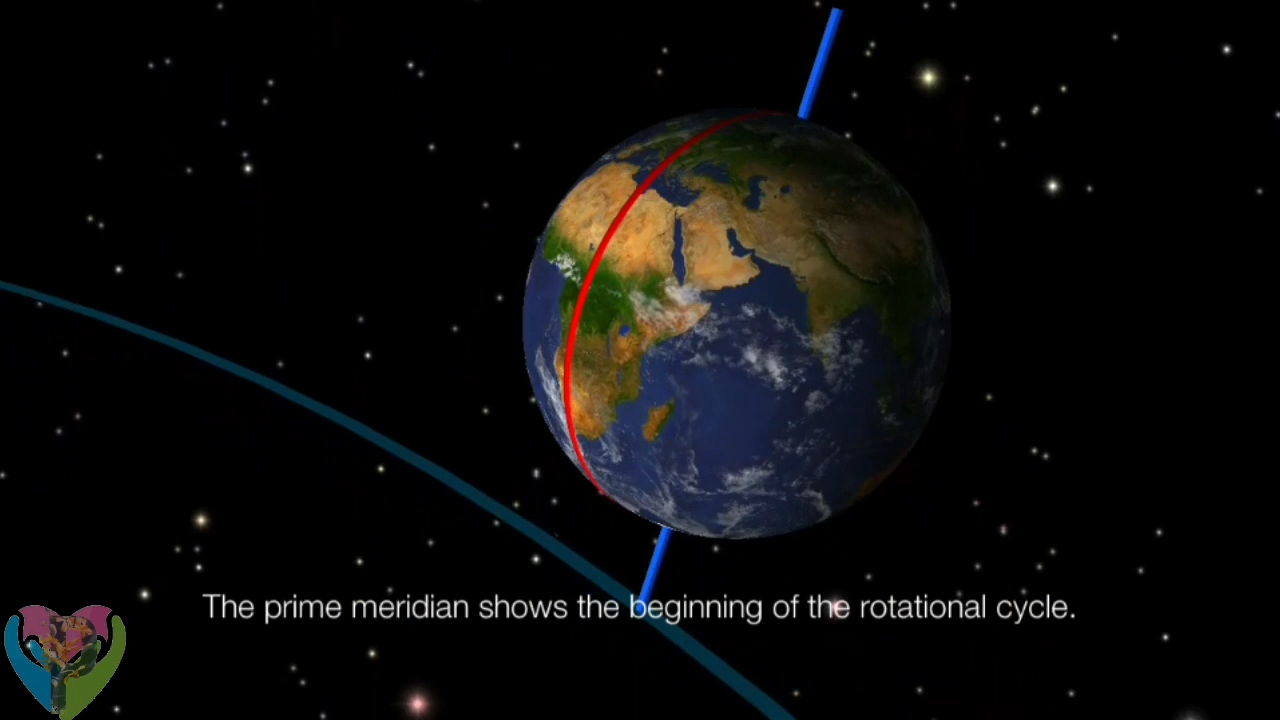 The prime meridian shows the beginning of the rotational cycle.